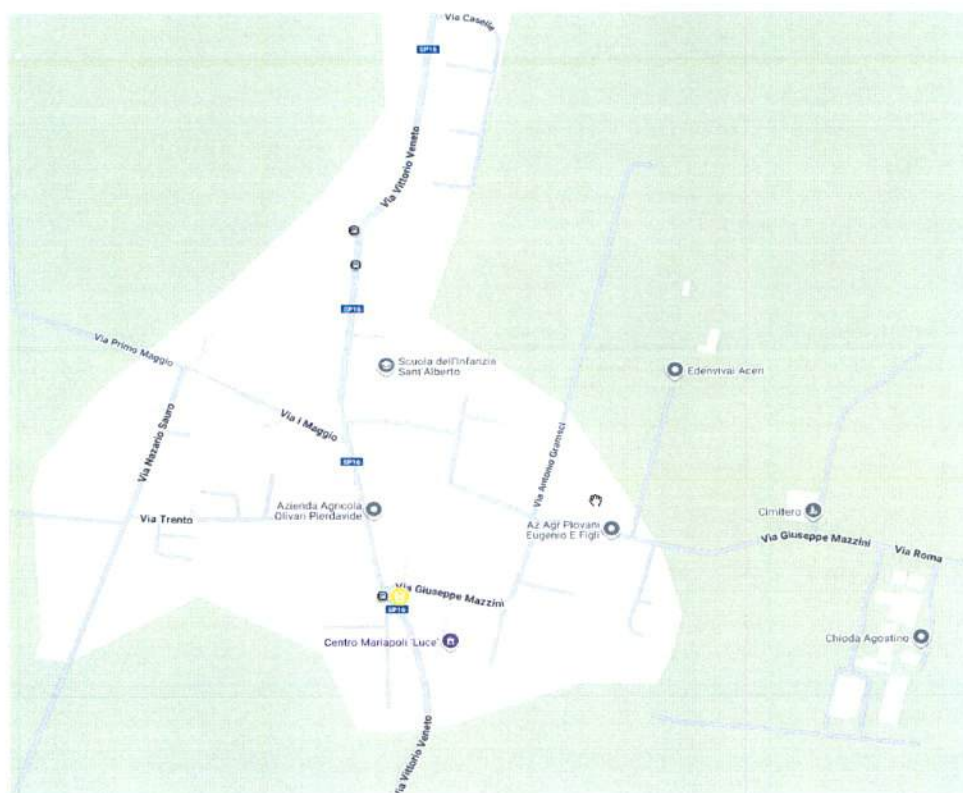 Via Caselle
SP16
Via Vittorio Veneto
SP16
Via Primo Maggio
Scuola dell'Infanzia
Sant'Alberto
Edenvivai Aceri
Via Nazario Sauro
Via I Maggio
Via Antonio Gramsci
SP16
Azienda Agricola
Olivari Pierdavide
Via Trento
Az Agr Plovani
Eugenio E Figli
Cimitero
Via Giuseppe Mazzini
Via Roma
Via Giuseppe Mazzini
SP16
Centro Mariapoli 'Luce'
Chioda Agostino
Via Vittorio Veneto